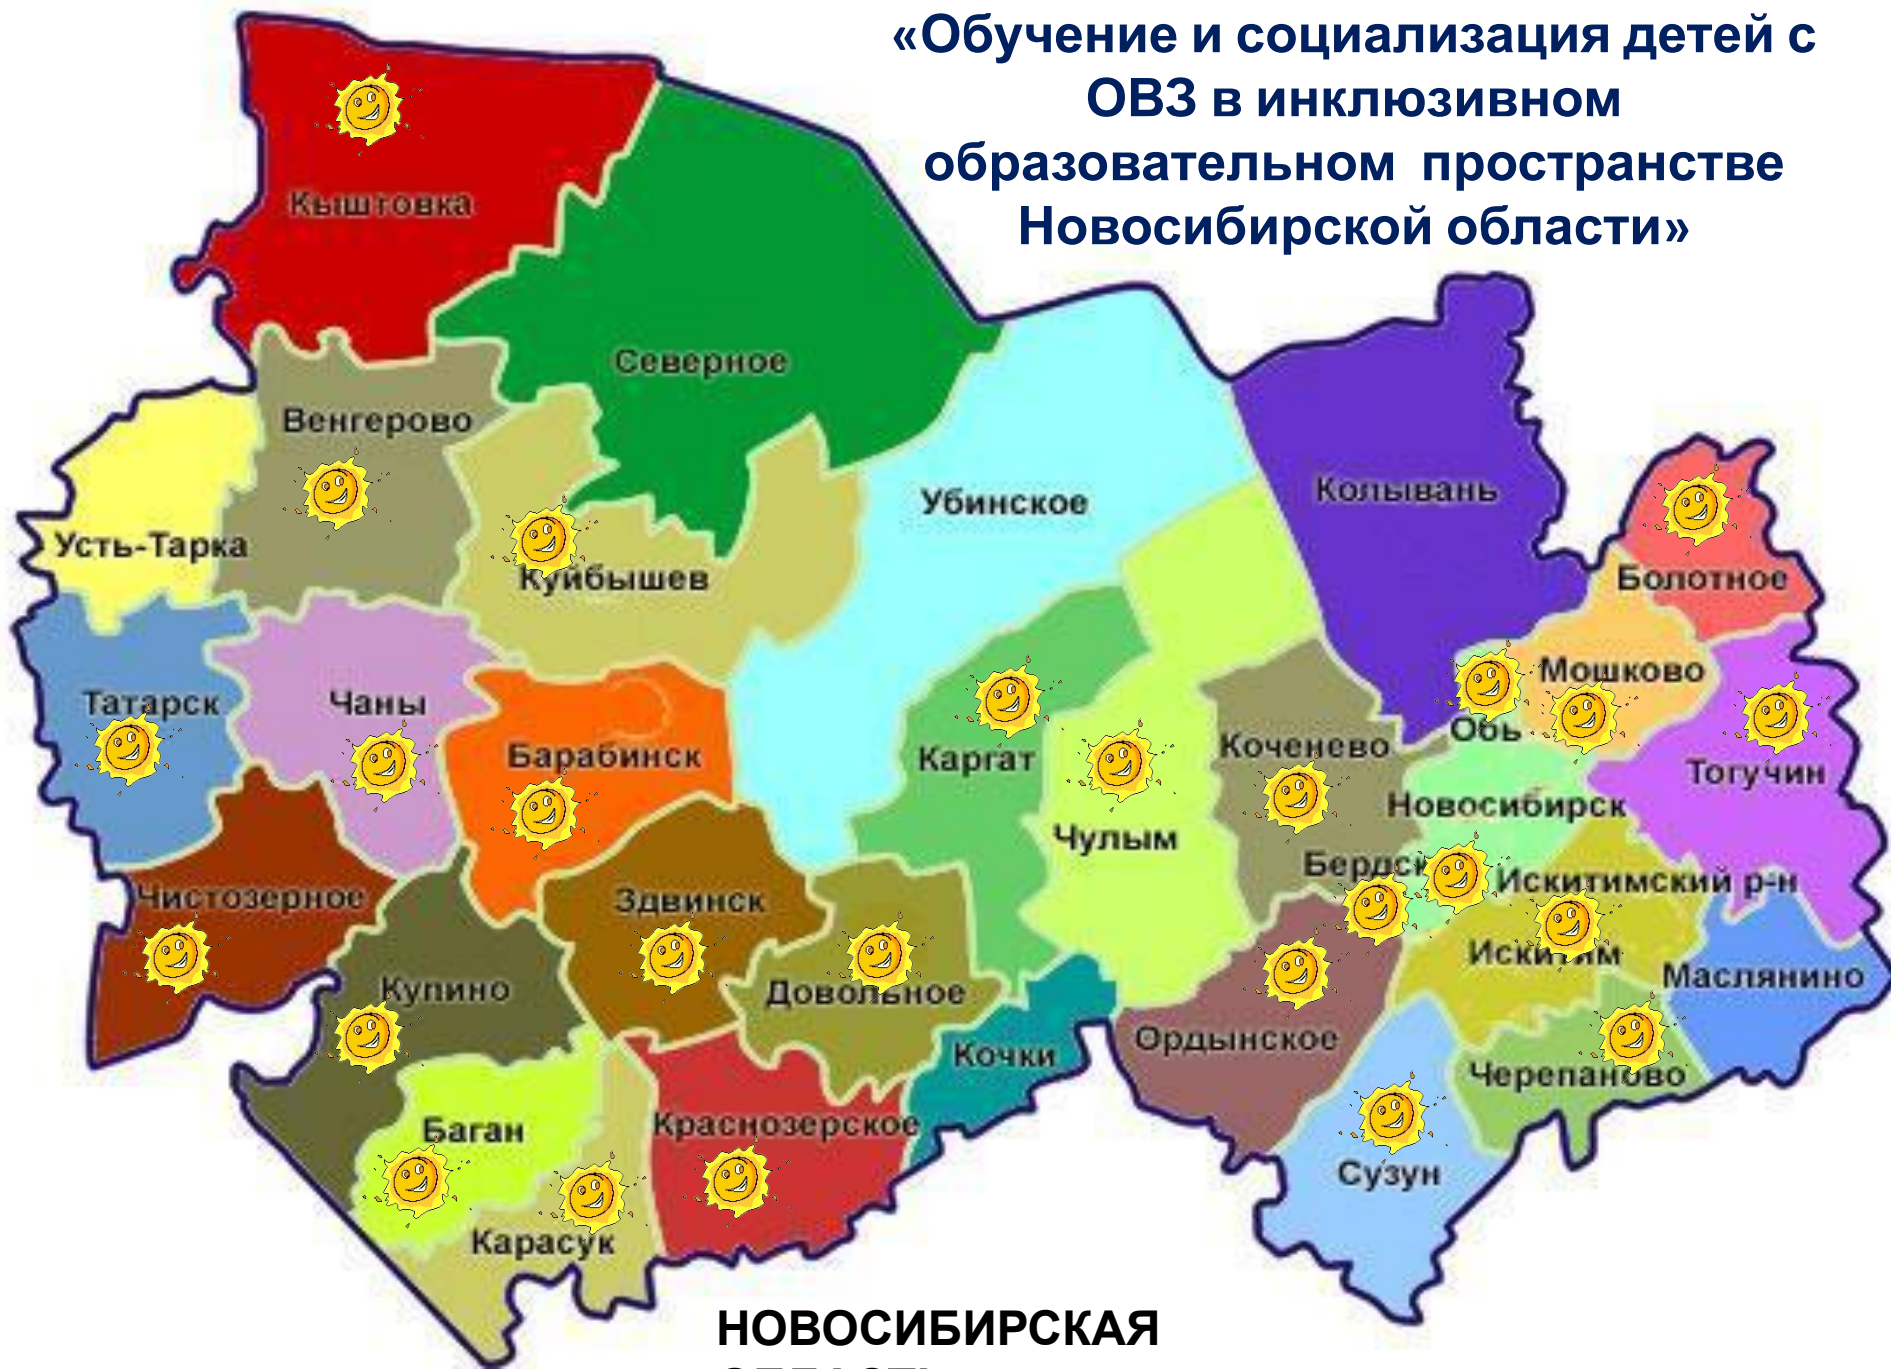 «Обучение и социализация детей с
ОВЗ в инклюзивном
образовательном пространстве
Новосибирской области»
Кыштовка
Северное
Венгерово
Убинское
Колывань
Усть-Тарка
Куйбышев
Болотное
Татарск
Чаны
Мошково
Обь
Барабинск
Каргат
Коченево
Тогучин
Новосибирск
Чулым
Бердск
Искитимский р-н
Чистозерное
Здвинск
Искитим
Маслянино
Купино
Довольное
Ордынское
Кочки
Черепаново
Баган
Краснозерское
Сузун
Карасук
НОВОСИБИРСКАЯ